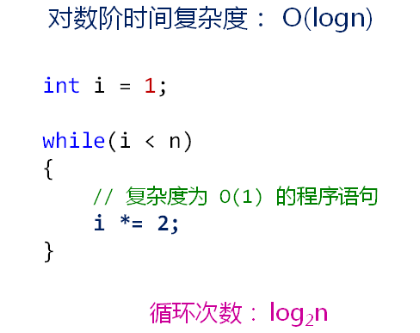 对数阶时间复杂度： O(logn)
int i = 1;
while(i < n)
{
// 复杂度为 O(1) 的程序语句
i *= 2;
}
循环次数：log₂n